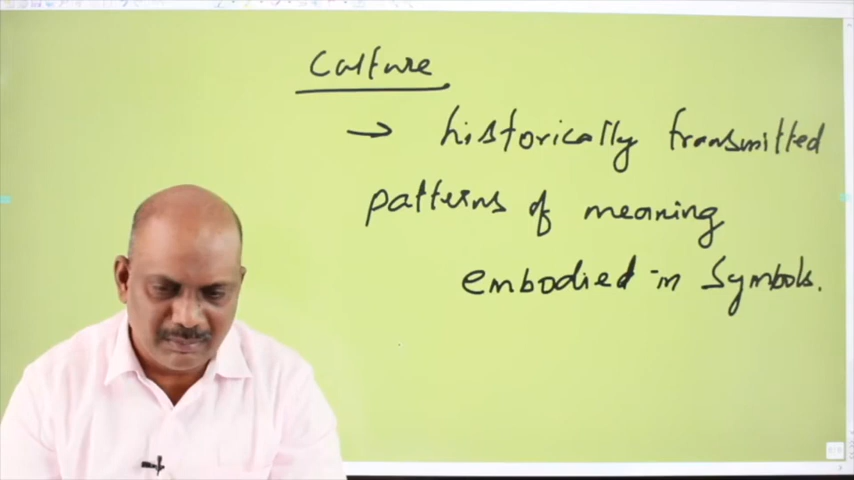 Culture
→ historically transmitted
patterns of meaning
embodied in Symbols.